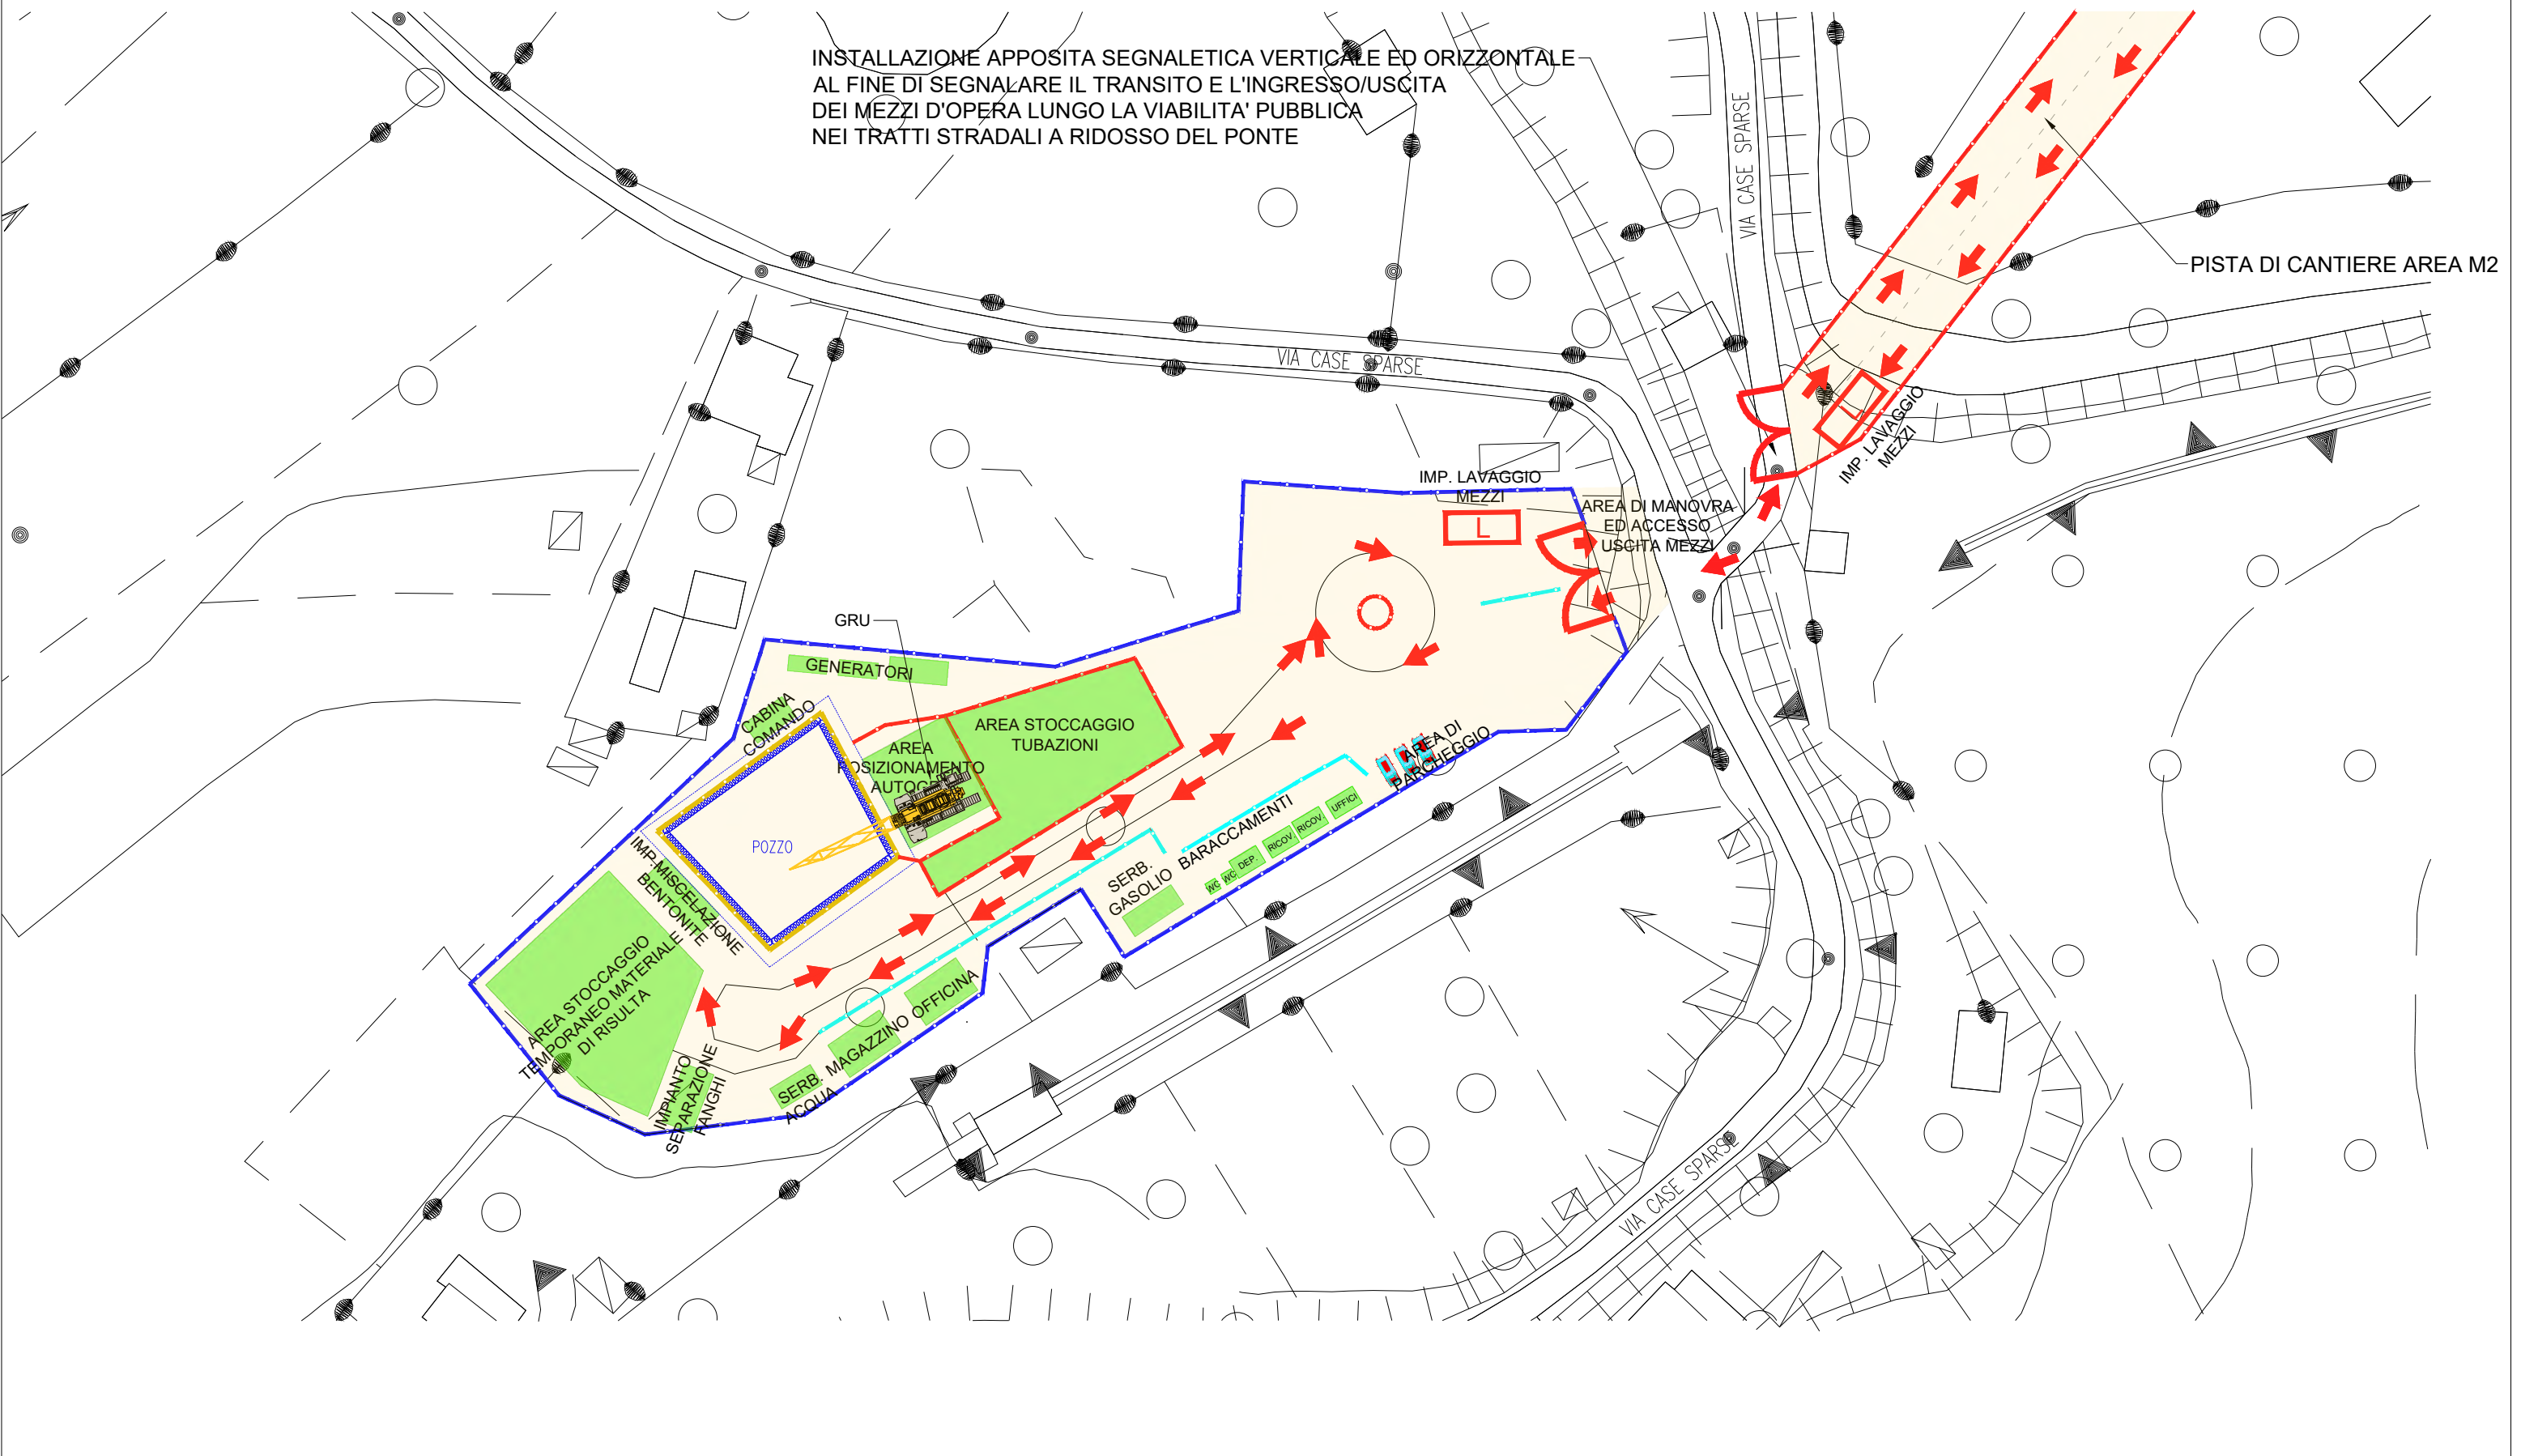 INSTALLAZIONE APPOSITA SEGNALETICA VERTICALE ED ORIZZONTALE
AL FINE DI SEGNALARE IL TRANSITO E L'INGRESSO/USCITA
DEI MEZZI D'OPERA LUNGO LA VIABILITA' PUBBLICA
NEI TRATTI STRADALI A RIDOSSO DEL PONTE
VIA CASE SPARSE
PISTA DI CANTIERE AREA M2
VIA CASE SPARSE
L
IMP. LAVAGGIO
MEZZI
IMP. LAVAGGIO
MEZZI
L
AREA DI MANOVRA
ED ACCESSO
USCITA MEZZI
GRU
GENERATORI
CABINA
COMANDO
AREA
POSIZIONAMENTO
AUTOGRU
AREA STOCCAGGIO
TUBAZIONI
POZZO
AREA DI
PARCHEGGIO
BARACCAMENTI
UFFICI
RICOV.
RICOV.
DEP.
WC
WC
SERB.
GASOLIO
IMP.MISCELAZIONE
BENTONITE
AREA STOCCAGGIO
TEMPORANEO MATERIALE
DI RISULTA
OFFICINA
MAGAZZINO
SERB.
ACQUA
IMPIANTO
SEPARAZIONE
FANGHI
VIA CASE SPARSE